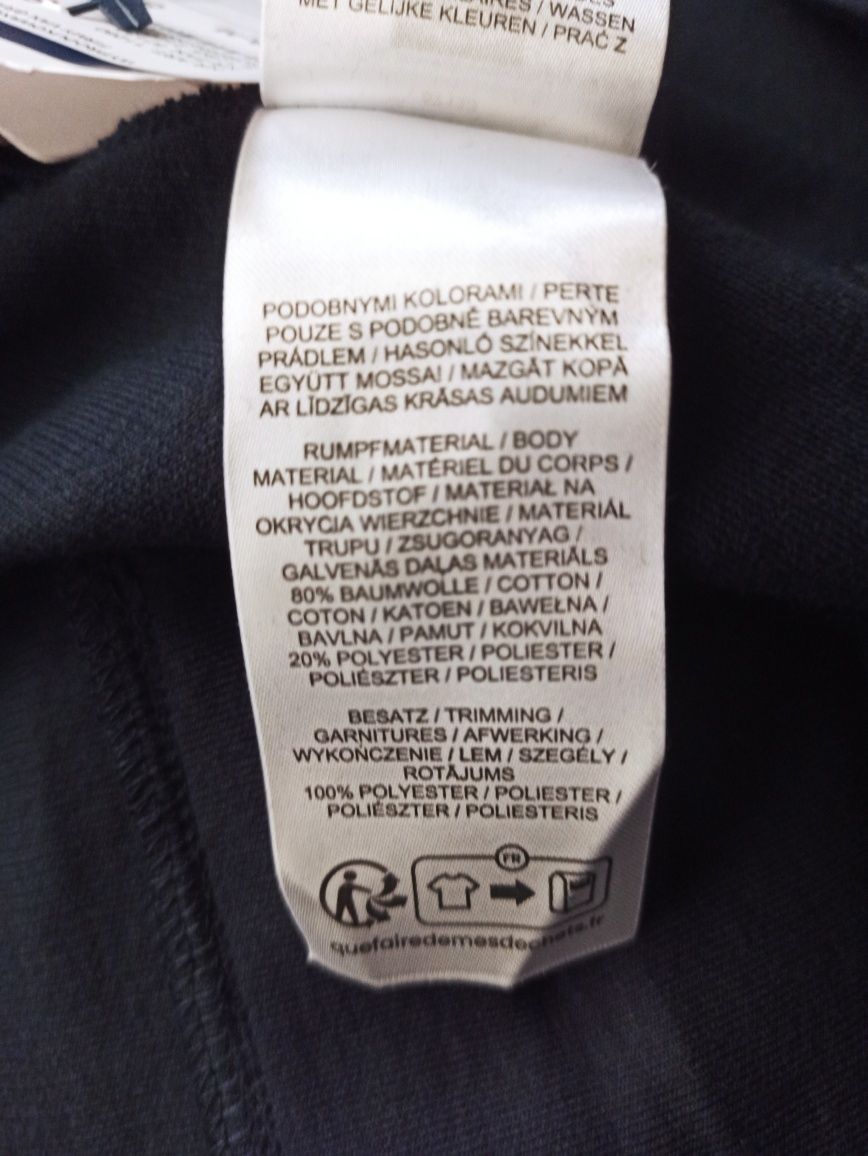 / WASSEN
MET GELIJKE KLEUREN / PRAĆ Z
PODOBNYMI KOLORAMI / PERTE
POUZE S PODOBNĚ BAREVNÝM
PRÁDLEM / HASONLÓ SZÍNEKKEL
EGYÜTT MOSSA! / MAZGĀT KOPĀ
AR LĪDZĪGAS KRĀSAS AUDUMIEM
RUMPFMATERIAL / BODY
MATERIAL / MATÉRIEL DU CORPS /
HOOFDSTOF / MATERIAŁ NA
OKRYCIA WIERZCHNIE / MATERIÁL
TRUPU / ZSUGORANYAG /
GALVENĀS DAĻAS MATERIĀLS
80% BAUMWOLLE / COTTON /
COTON / KATOEN / BAWEŁNA /
BAVLNA / PAMUT / KOKVILNA
20% POLYESTER / POLIESTER /
POLIÉSZTER / POLIESTERIS
BESATZ / TRIMMING /
GARNITURES / AFWERKING /
WYKOŃCZENIE / LEM / SZEGÉLY /
ROTĀJUMS
100% POLYESTER / POLIESTER /
POLIÉSZTER / POLIESTERIS
FR
quefairedemesdechets.fr